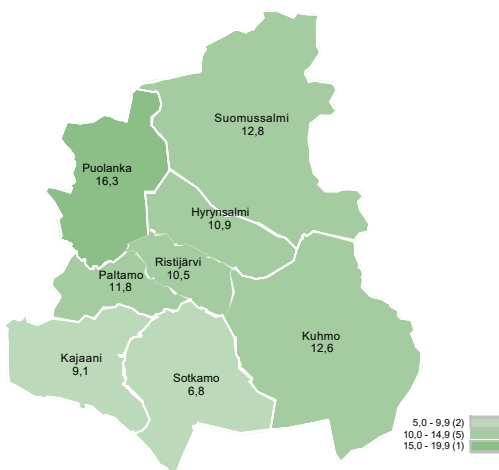 Suomussalmi
12,8
Puolanka
16,3
Hyrynsalmi
10,9
Ristijärvi
10,5
Paltamo
11,8
Kuhmo
12,6
Kajaani
9,1
Sotkamo
6,8
5,0 - 9,9 (2)
10,0 - 14,9 (5)
15,0 - 19,9 (1)